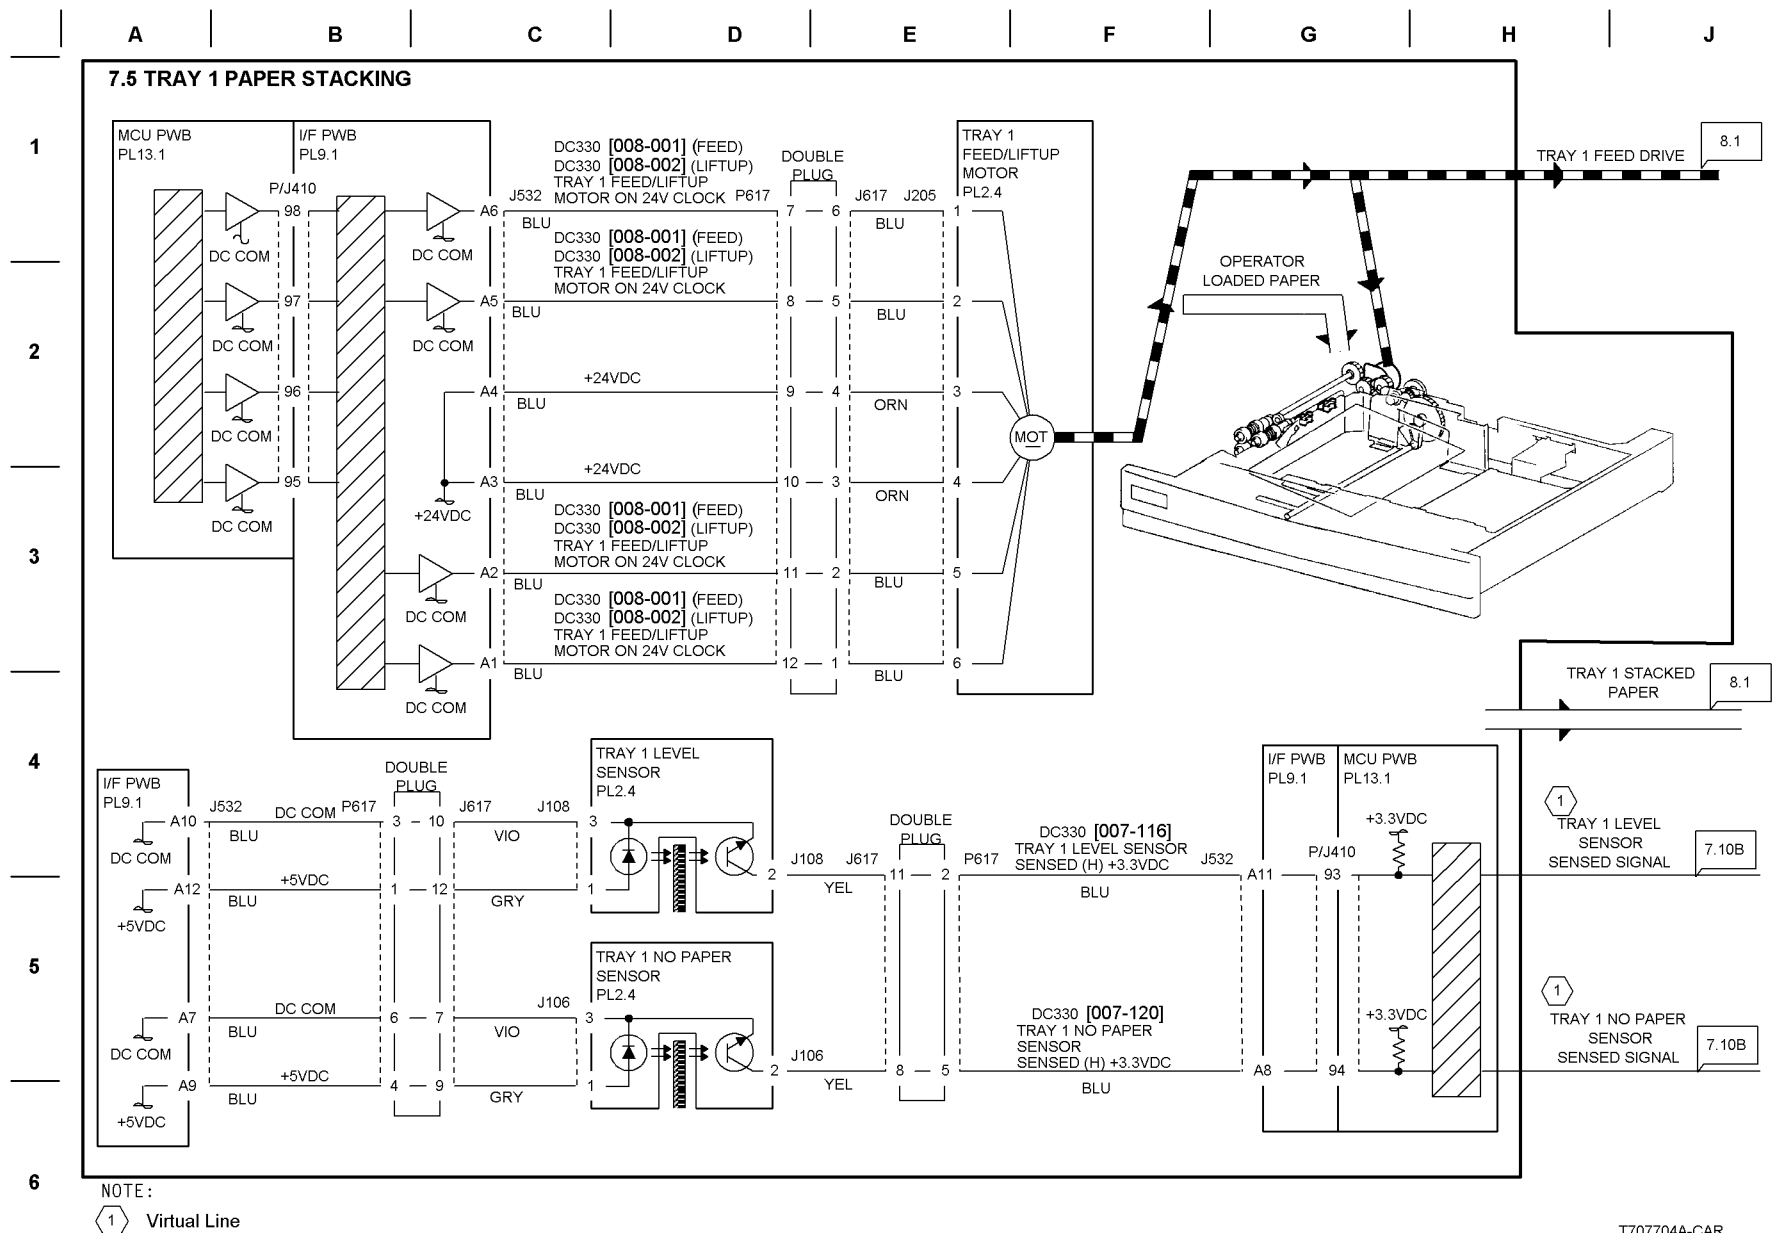 A B C D E F G H J
7.5 TRAY 1 PAPER STACKING
1
2
3
4
5
6
MCU PWB
PL13.1
I/F PWB
PL9.1
P/J410
98
97
96
95
DC COM
DC COM
DC COM
DC COM
DC COM
DC COM
+24VDC
DC COM
DC COM
A6
A5
A4
A3
A2
A1
J532
BLU
BLU
BLU
BLU
BLU
BLU
DC330 [008-001] (FEED)
DC330 [008-002] (LIFTUP)
TRAY 1 FEED/LIFTUP
MOTOR ON 24V CLOCK
DC330 [008-001] (FEED)
DC330 [008-002] (LIFTUP)
TRAY 1 FEED/LIFTUP
MOTOR ON 24V CLOCK
+24VDC
+24VDC
DC330 [008-001] (FEED)
DC330 [008-002] (LIFTUP)
TRAY 1 FEED/LIFTUP
MOTOR ON 24V CLOCK
DC330 [008-001] (FEED)
DC330 [008-002] (LIFTUP)
TRAY 1 FEED/LIFTUP
MOTOR ON 24V CLOCK
P617
DOUBLE
PLUG
7 6
8 5
9 4
10 3
11 2
12 1
J617 J205
BLU
BLU
ORN
ORN
BLU
BLU
1
2
3
4
5
6
TRAY 1
FEED/LIFTUP
MOTOR
PL2.4
MOT
OPERATOR
LOADED PAPER
TRAY 1 FEED DRIVE
8.1
TRAY 1 STACKED
PAPER
8.1
I/F PWB
PL9.1
A10
DC COM
A12
+5VDC
A7
DC COM
A9
+5VDC
J532
DC COM
BLU
+5VDC
BLU
DC COM
BLU
+5VDC
BLU
P617
DOUBLE
PLUG
3 10
1 12
6 7
4 9
J617
J108
VIO
GRY
J106
VIO
GRY
TRAY 1 LEVEL
SENSOR
PL2.4
3
1
2
TRAY 1 NO PAPER
SENSOR
PL2.4
3
1
2
J108
J617
YEL
J106
YEL
DOUBLE
PLUG
11 2
8 5
P617
DC330 [007-116]
TRAY 1 LEVEL SENSOR
SENSED (H) +3.3VDC
BLU
DC330 [007-120]
TRAY 1 NO PAPER
SENSOR
SENSED (H) +3.3VDC
BLU
J532
I/F PWB
PL9.1
MCU PWB
PL13.1
P/J410
A11 93
A8 94
+3.3VDC
+3.3VDC
1
TRAY 1 LEVEL
SENSOR
SENSED SIGNAL
7.10B
1
TRAY 1 NO PAPER
SENSOR
SENSED SIGNAL
7.10B
NOTE:
1 Virtual Line
T707704A-CAR